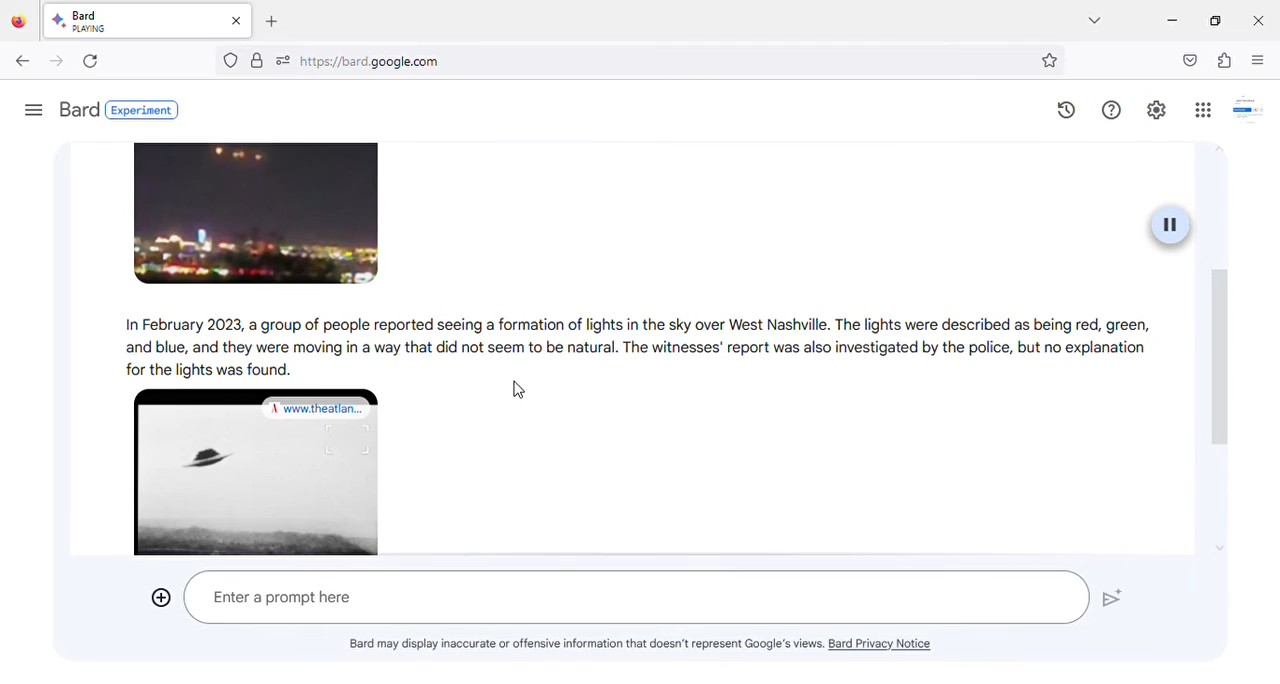 Bard
PLAYING
https://bard.google.com
Bard Experiment
In February 2023, a group of people reported seeing a formation of lights in the sky over West Nashville. The lights were described as being red, green,
and blue, and they were moving in a way that did not seem to be natural. The witnesses' report was also investigated by the police, but no explanation
for the lights was found.
www.theatlan...
Enter a prompt here
Bard may display inaccurate or offensive information that doesn't represent Google's views. Bard Privacy Notice